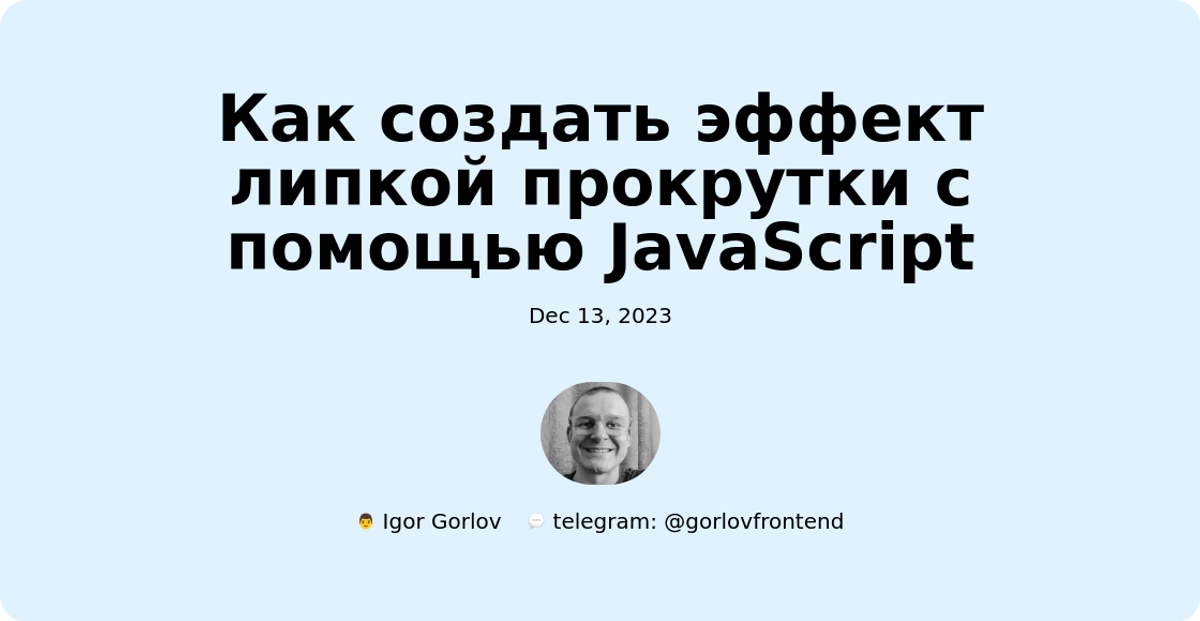 Как создать эффект
липкой прокрутки с
помощью JavaScript
Dec 13, 2023
👨 Igor Gorlov 💬 telegram: @gorlovfrontend